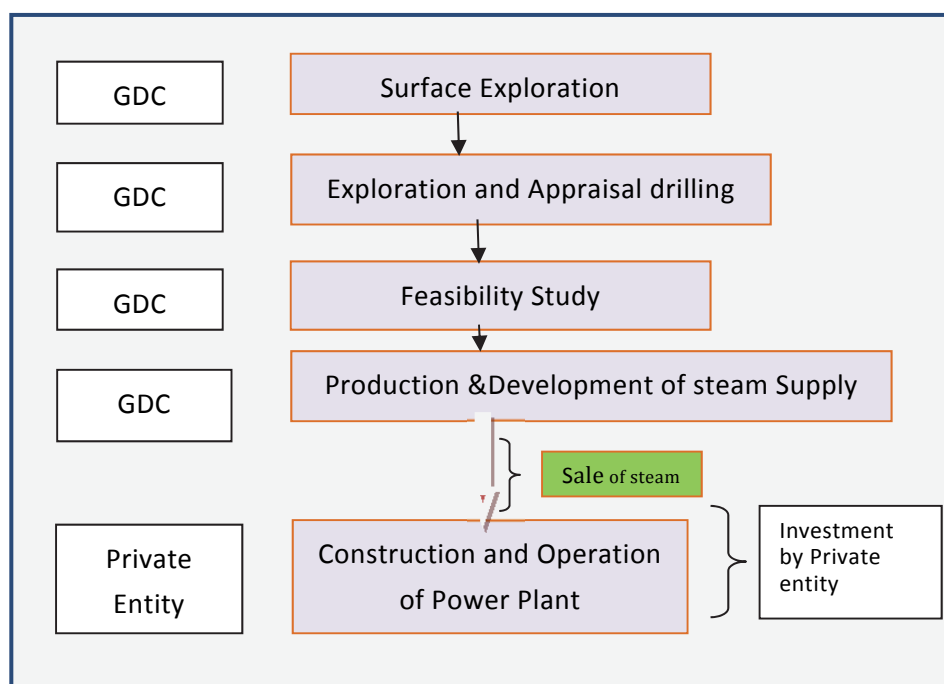 GDC
Surface Exploration
GDC
Exploration and Appraisal drilling
GDC
Feasibility Study
GDC
Production &Development of steam Supply
Sale of steam
Private
Entity
Construction and Operation
of Power Plant
Investment
by Private
entity